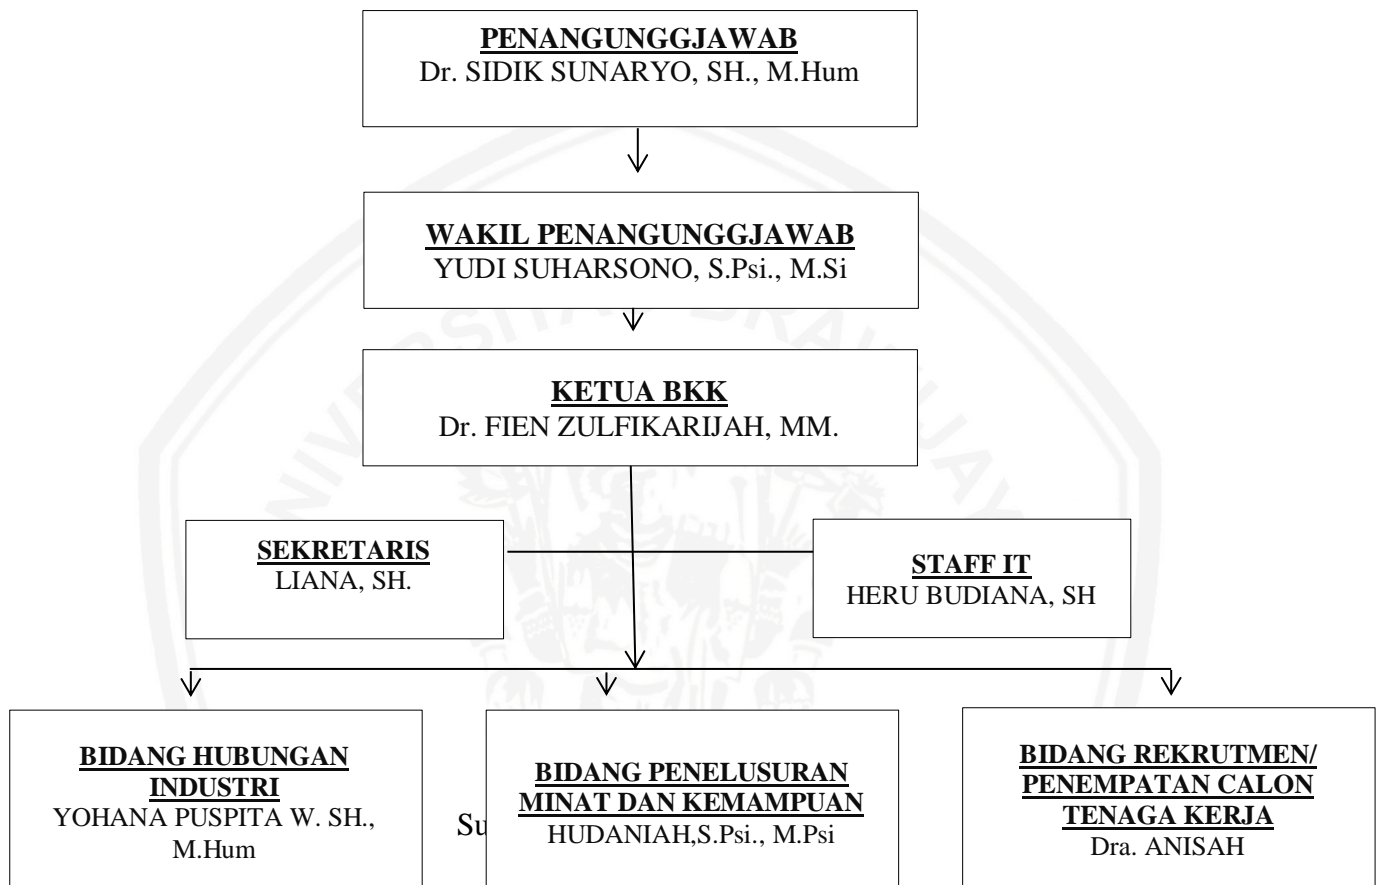 PENANGUNGGJAWAB
Dr. SIDIK SUNARYO, SH., M.Hum
WAKIL PENANGUNGGJAWAB
YUDI SUHARSONO, S.Psi., M.Si
KETUA BKK
Dr. FIEN ZULFIKARIJAH, MM.
SEKRETARIS
LIANA, SH.
STAFF IT
HERU BUDIANA, SH
BIDANG HUBUNGAN
INDUSTRI
YOHANA PUSPITA W. SH.,
M.Hum
BIDANG PENELUSURAN
MINAT DAN KEMAMPUAN
HUDANIAH,S.Psi., M.Psi
BIDANG REKRUTMEN/
PENEMPATAN CALON
TENAGA KERJA
Dra. ANISAH